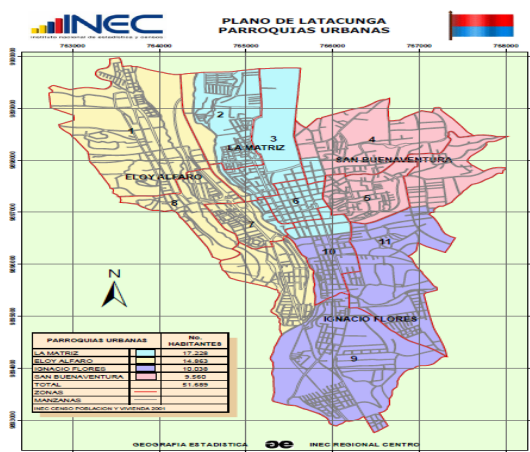 INEC
instituto nacional de estadística y censos
PLANO DE LATACUNGA
PARROQUIAS URBANAS
763000 764000 765000 766000 767000 768000
1
2
3
4
LA MATRIZ
SAN BUENAVENTURA
ELOY ALFARO
5
6
7
8
10
11
N
IGNACIO FLORES
9
PARROQUIAS URBANAS No. HABITANTES
LA MATRIZ 17.228
ELOY ALFARO 14.863
IGNACIO FLORES 10.038
SAN BUENAVENTURA 9.560
TOTAL 51.689
ZONAS
MANZANAS
INEC CENSO POBLACION Y VIVIENDA 2001
GEOGRAFIA ESTADISTICA ae INEC REGIONAL CENTRO